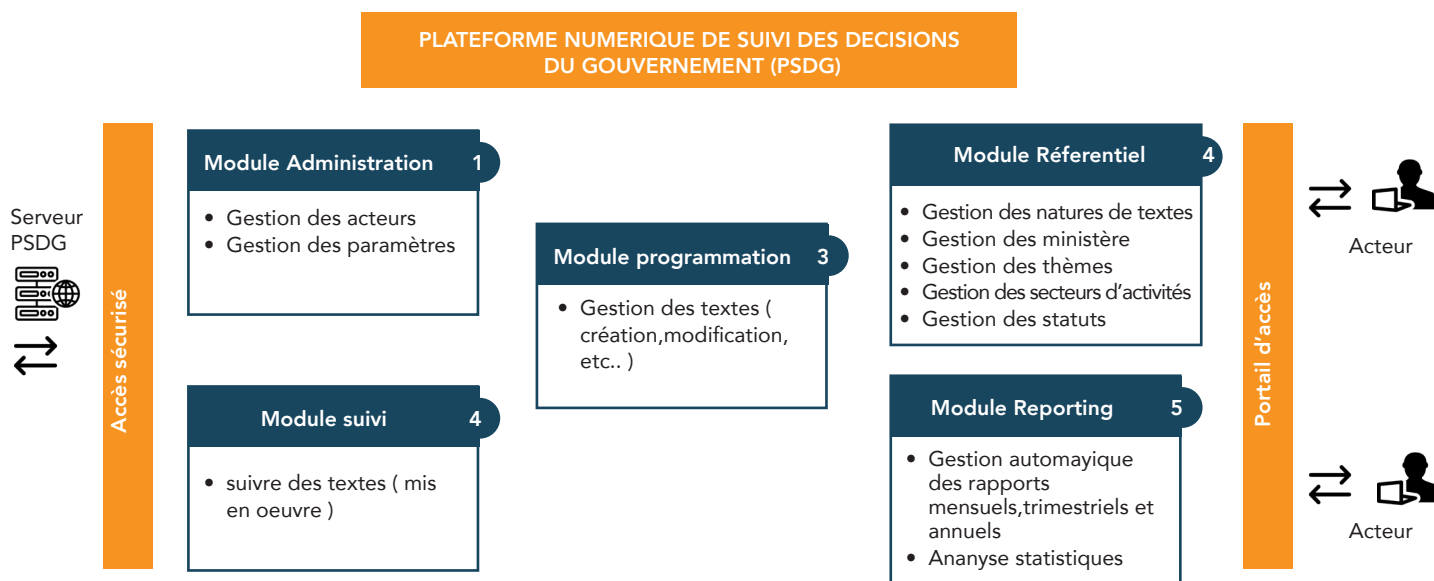 PLATEFORME NUMERIQUE DE SUIVI DES DECISIONS
DU GOUVERNEMENT (PSDG)
Serveur
PSDG
Accès sécurisé
Module Administration 1
• Gestion des acteurs
• Gestion des paramètres
Module suivi 4
• suivre des textes ( mis
en oeuvre )
Module programmation 3
• Gestion des textes (
création,modification,
etc.. )
Module Réferentiel 4
• Gestion des natures de textes
• Gestion des ministère
• Gestion des thèmes
• Gestion des secteurs d'activités
• Gestion des statuts
Module Reporting 5
• Gestion automayique
des rapports
mensuels,trimestriels et
annuels
• Ananyse statistiques
Portail d'accès
Acteur
Acteur